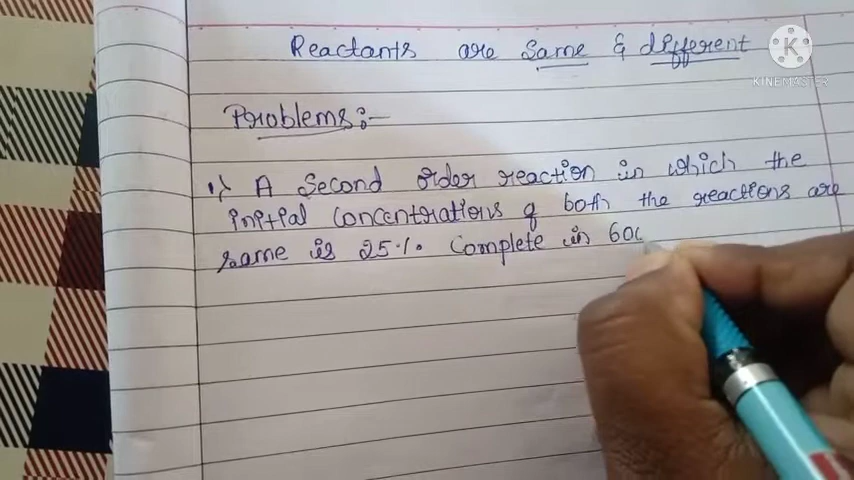 Reactants are same & different
K
KINEMASTER
Problems:-
1) A Second order reaction in which the
initial concentrations of both the reactions are
same is 25% complete in 600